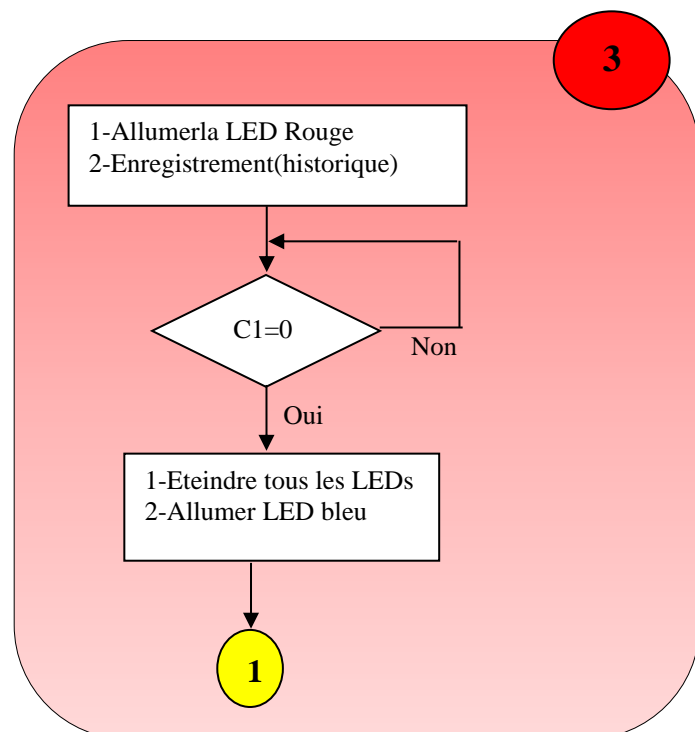 3
1-Allumerla LED Rouge
2-Enregistrement(historique)
C1=0
Non
Oui
1-Eteindre tous les LEDs
2-Allumer LED bleu
1